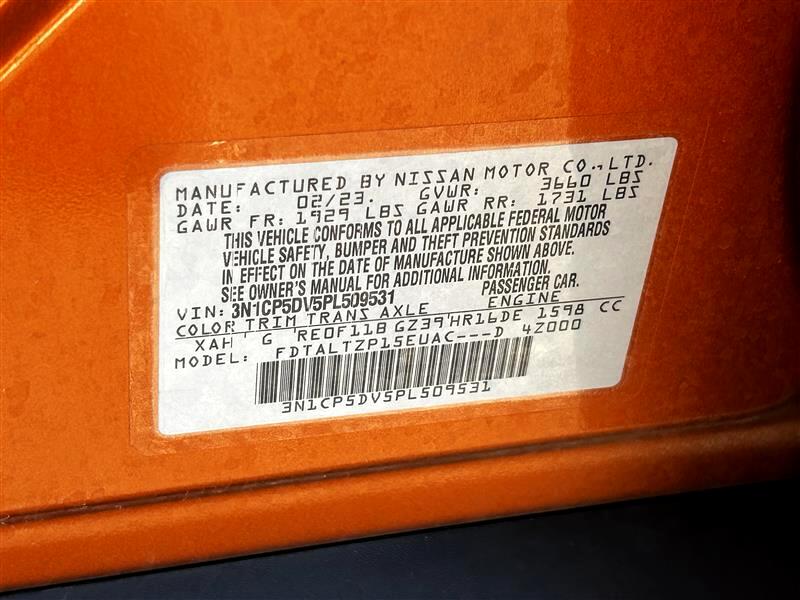 MANUFACTURED BY NISSAN MOTOR CO.,LTD.
DATE: 02/23. GVWR: 3660 LBS
GAWR FR: 1929 LBS GAWR RR: 1731 LBS
THIS VEHICLE CONFORMS TO ALL APPLICABLE FEDERAL MOTOR
VEHICLE SAFETY, BUMPER AND THEFT PREVENTION STANDARDS
IN EFFECT ON THE DATE OF MANUFACTURE SHOWN ABOVE.
SEE OWNER'S MANUAL FOR ADDITIONAL INFORMATION.
VIN: 3N1CP5DV5PL509531 PASSENGER CAR.
COLOR TRIM TRANS AXLE ENGINE
XAH ' G 'RE0F11B GZ39'HR16DE 1598 CC
MODEL: FDTALTZP15EUAC---D 4Z000
3N1CP5DV5PL509531